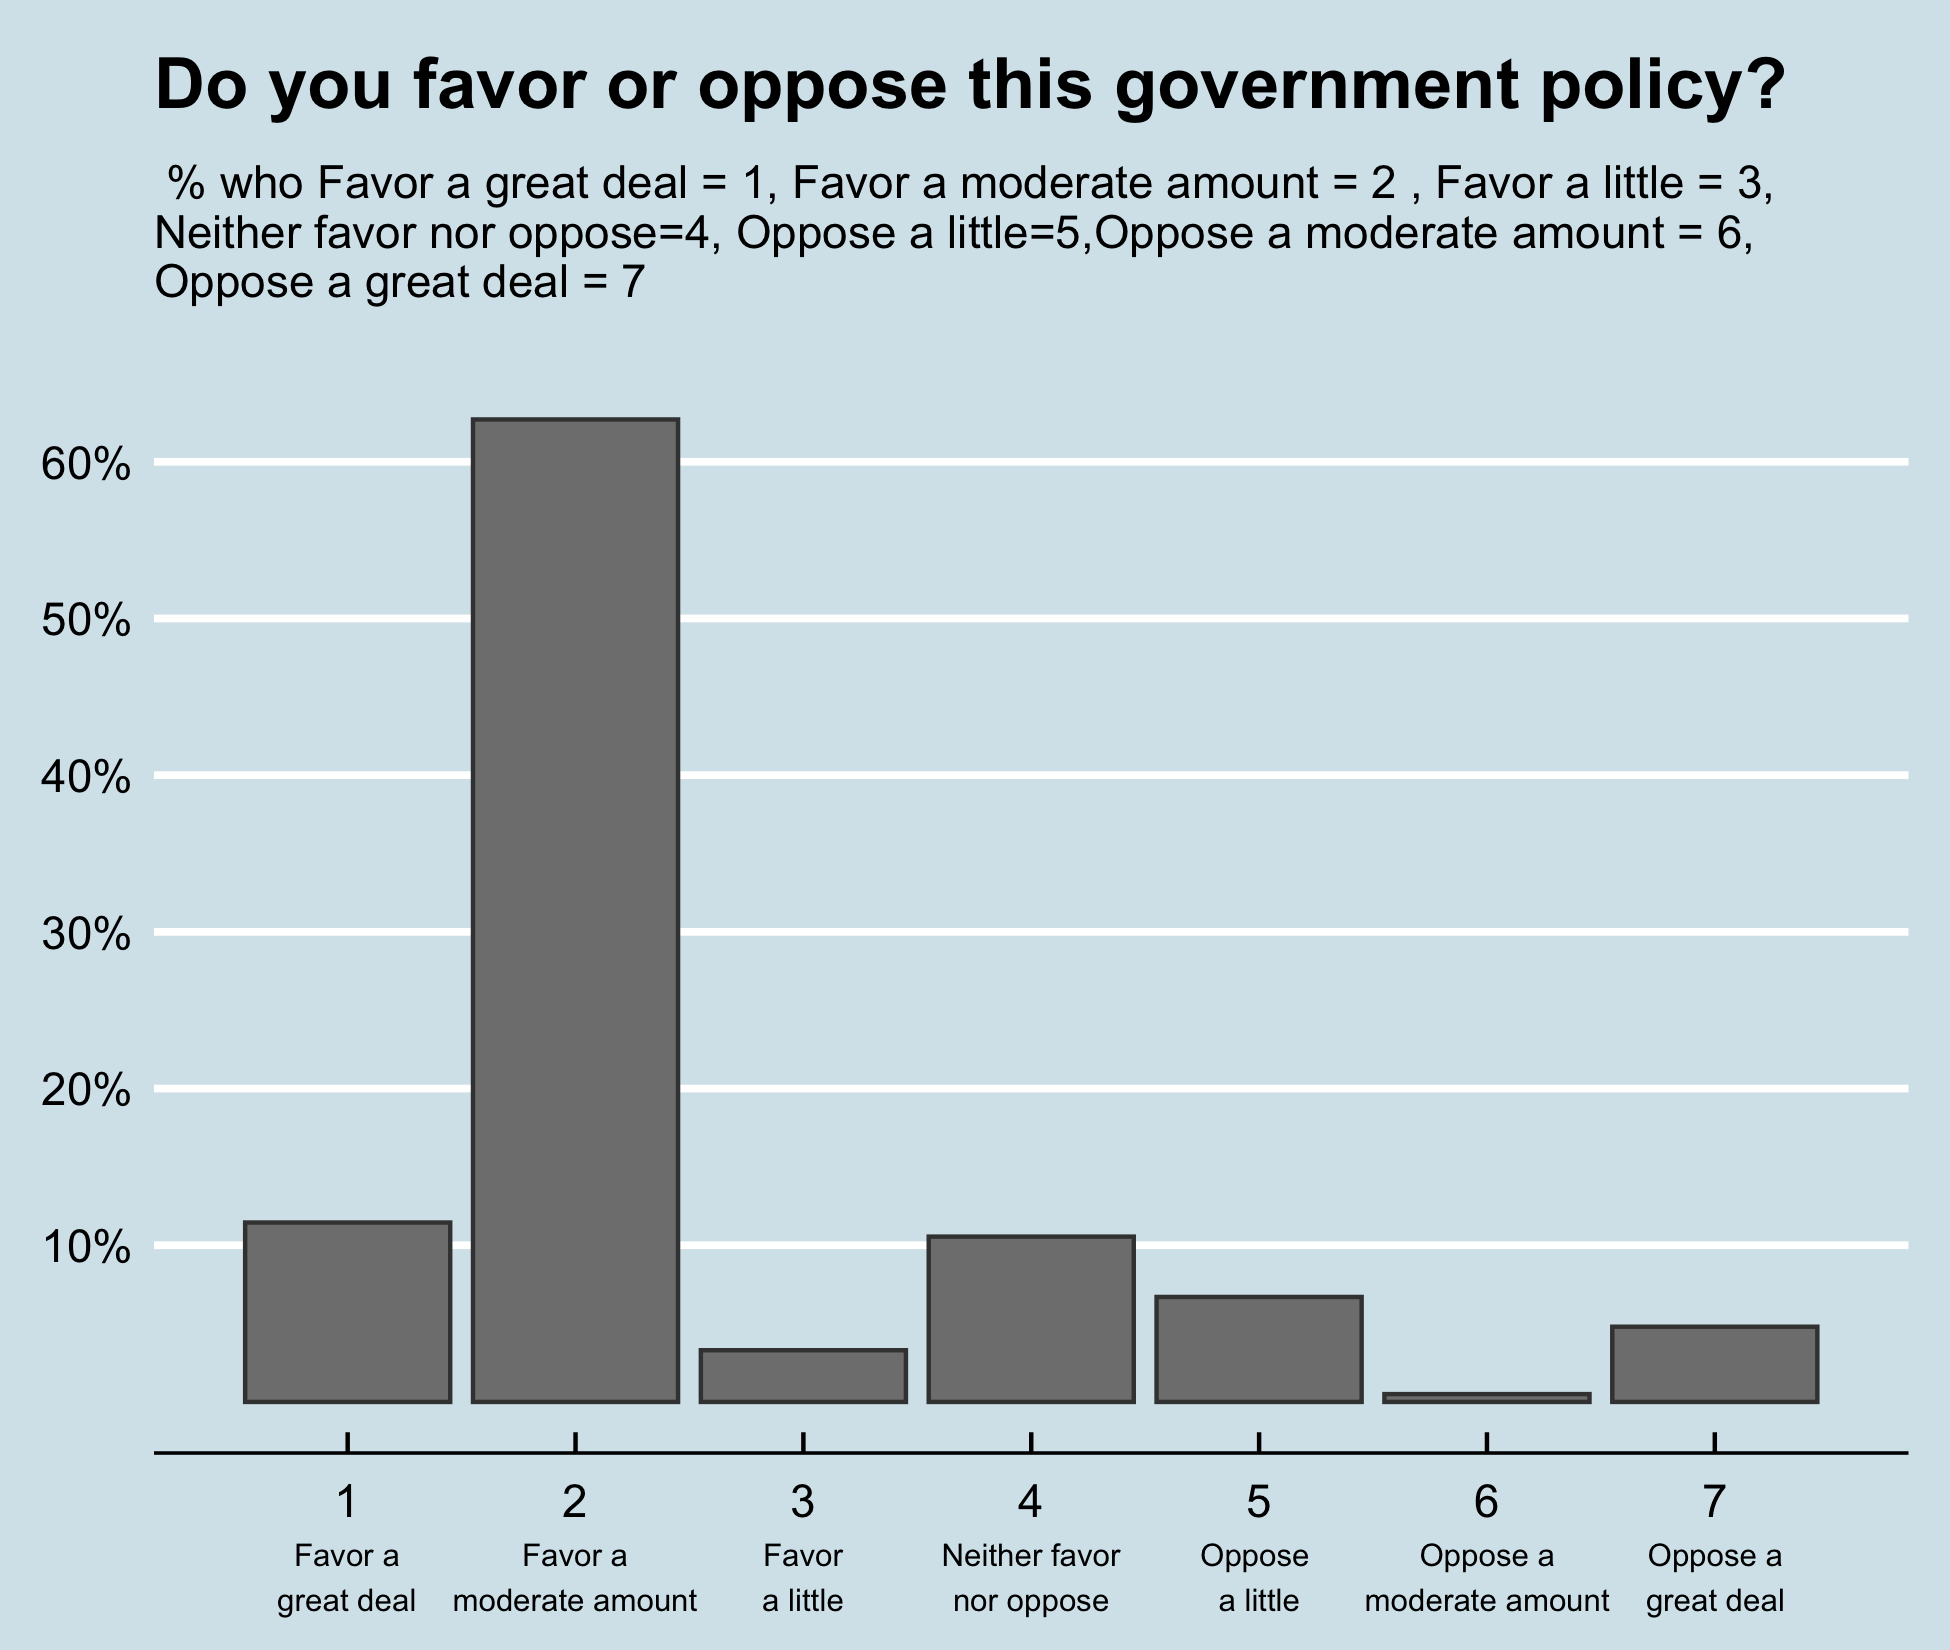 Do you favor or oppose this government policy?
% who Favor a great deal = 1, Favor a moderate amount = 2 , Favor a little = 3,
Neither favor nor oppose=4, Oppose a little=5,Oppose a moderate amount = 6,
Oppose a great deal = 7
60%
50%
40%
30%
20%
10%
1 2 3 4 5 6 7
Favor a Favor a Favor Neither favor Oppose Oppose a Oppose a
great deal moderate amount a little nor oppose a little moderate amount great deal